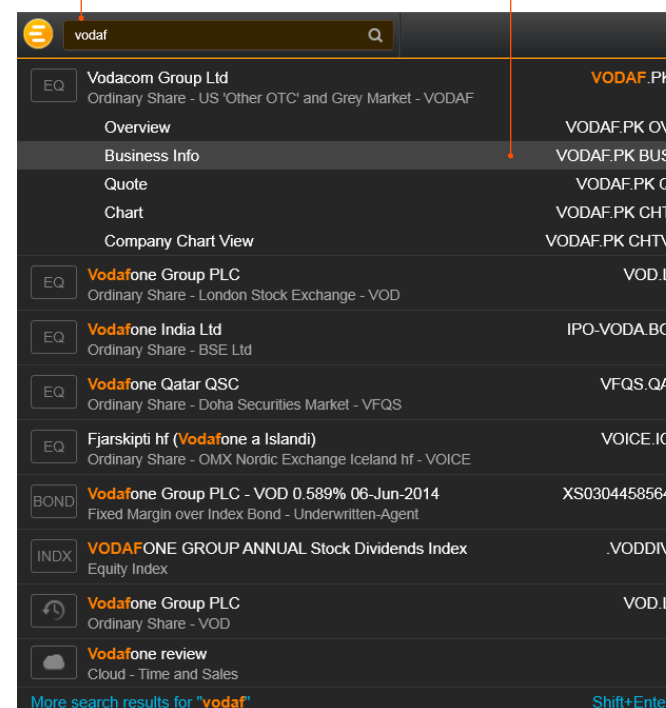 vodaf
EQ Vodacom Group Ltd VODAF.PK
Ordinary Share - US 'Other OTC' and Grey Market - VODAF
Overview VODAF.PK OV
Business Info VODAF.PK BUS
Quote VODAF.PK Q
Chart VODAF.PK CHT
Company Chart View VODAF.PK CHTV
EQ Vodafone Group PLC VOD.L
Ordinary Share - London Stock Exchange - VOD
EQ Vodafone India Ltd IPO-VODA.BO
Ordinary Share - BSE Ltd
EQ Vodafone Qatar QSC VFQS.QA
Ordinary Share - Doha Securities Market - VFQS
EQ Fjarskipti hf (Vodafone a Islandi) VOICE.IC
Ordinary Share - OMX Nordic Exchange Iceland hf - VOICE
BOND Vodafone Group PLC - VOD 0.589% 06-Jun-2014 XS0304458564
Fixed Margin over Index Bond - Underwritten-Agent
INDX VODAFONE GROUP ANNUAL Stock Dividends Index .VODDIV
Equity Index
Vodafone Group PLC VOD.L
Ordinary Share - VOD
Vodafone review
Cloud - Time and Sales
More search results for "vodaf" Shift+Ente